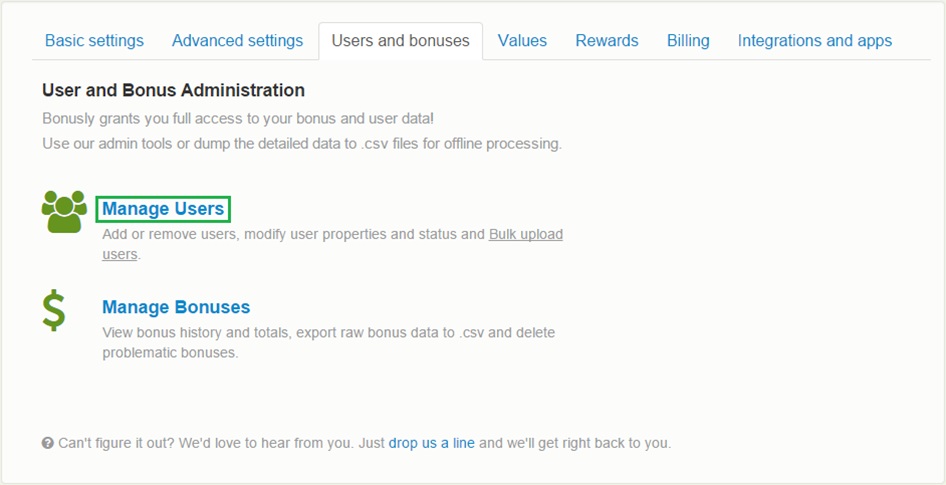 Basic settings Advanced settings Users and bonuses Values Rewards Billing Integrations and apps
User and Bonus Administration
Bonusly grants you full access to your bonus and user data!
Use our admin tools or dump the detailed data to .csv files for offline processing.
Manage Users
Add or remove users, modify user properties and status and Bulk upload
users.
Manage Bonuses
View bonus history and totals, export raw bonus data to .csv and delete
problematic bonuses.
Can't figure it out? We'd love to hear from you. Just drop us a line and we'll get right back to you.